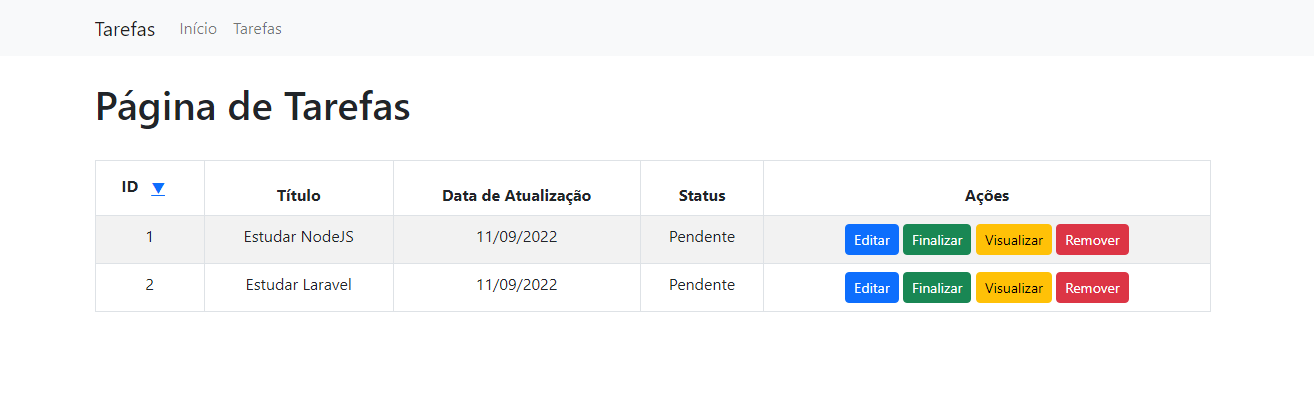 Tarefas Início Tarefas
Página de Tarefas
ID ▼ Título Data de Atualização Status Ações
1 Estudar NodeJS 11/09/2022 Pendente Editar Finalizar Visualizar Remover
2 Estudar Laravel 11/09/2022 Pendente Editar Finalizar Visualizar Remover